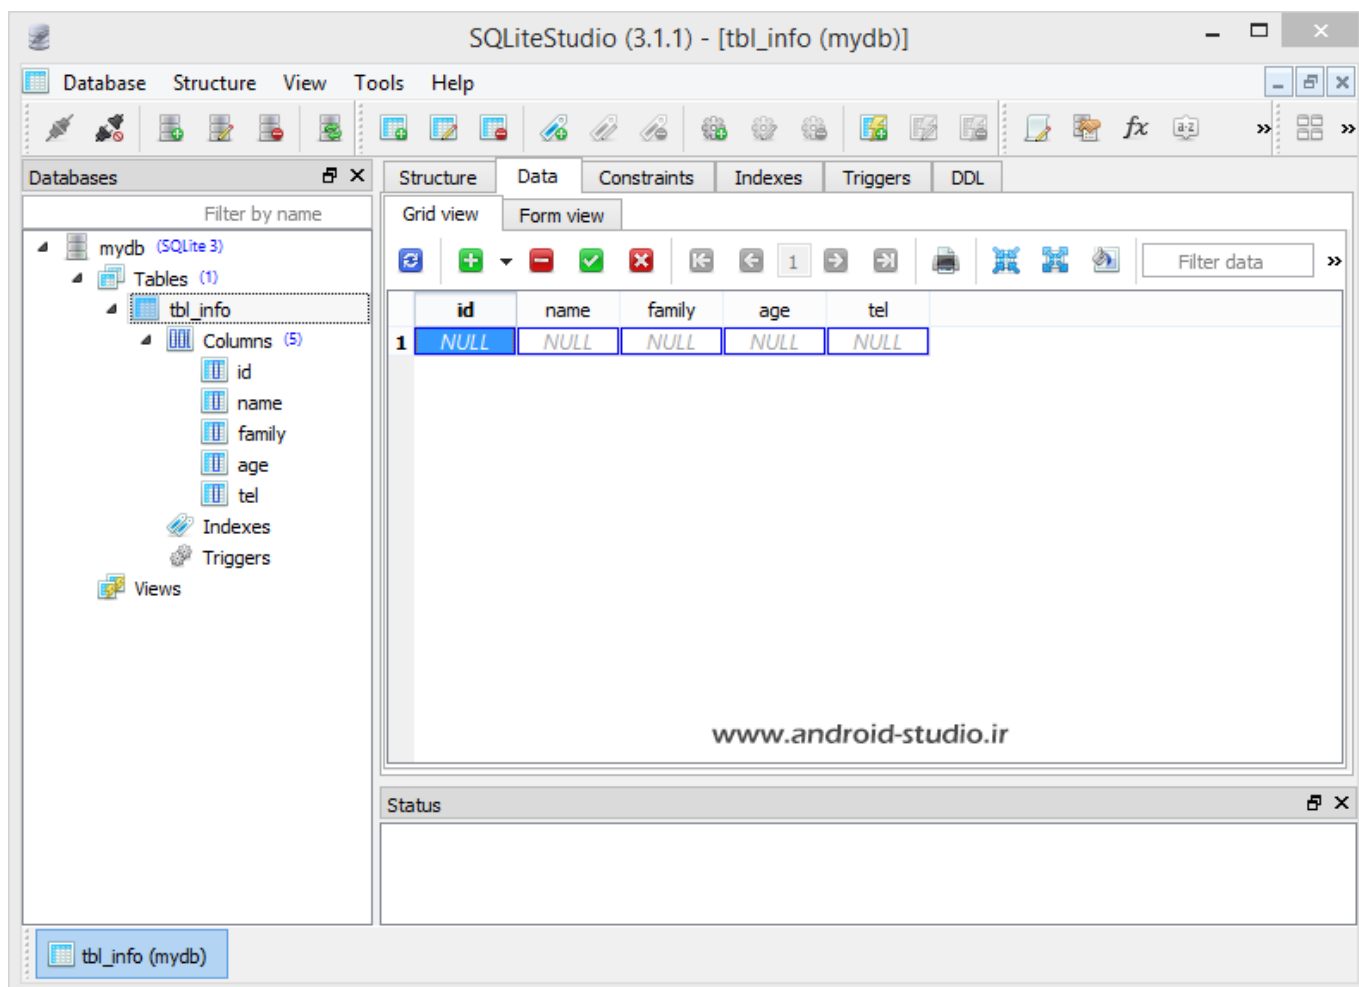 SQLiteStudio (3.1.1) - [tbl_info (mydb)]
Database Structure View Tools Help
fx a-z » »
Databases
Filter by name
mydb (SQLite 3)
Tables (1)
tbl_info
Columns (5)
id
name
family
age
tel
Indexes
Triggers
Views
Structure Data Constraints Indexes Triggers DDL
Grid view Form view
1 Filter data »
id name family age tel
1 NULL NULL NULL NULL NULL
www.android-studio.ir
Status
tbl_info (mydb)